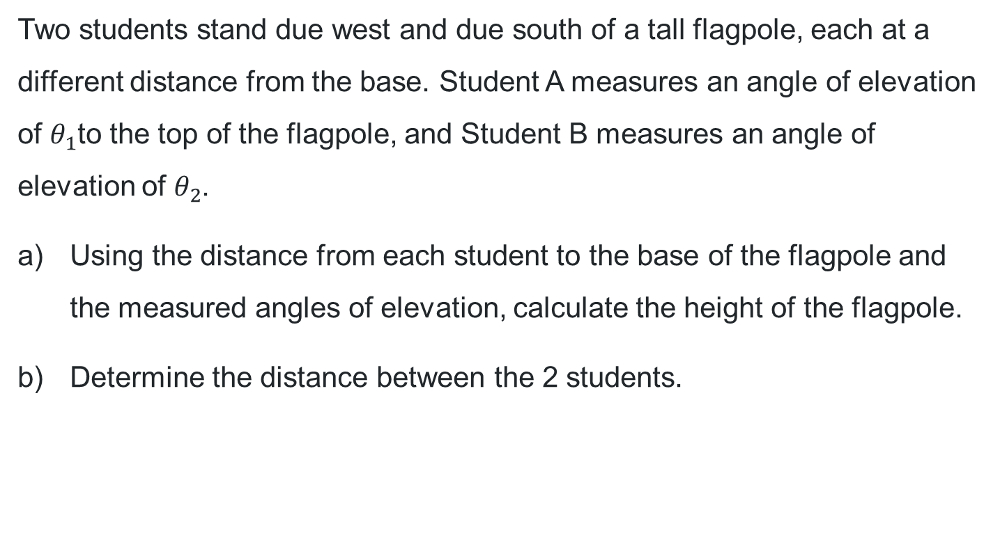 Two students stand due west and due south of a tall flagpole, each at a
different distance from the base. Student A measures an angle of elevation
of 𝜃₁to the top of the flagpole, and Student B measures an angle of
elevation of 𝜃₂.
a) Using the distance from each student to the base of the flagpole and
the measured angles of elevation, calculate the height of the flagpole.
b) Determine the distance between the 2 students.